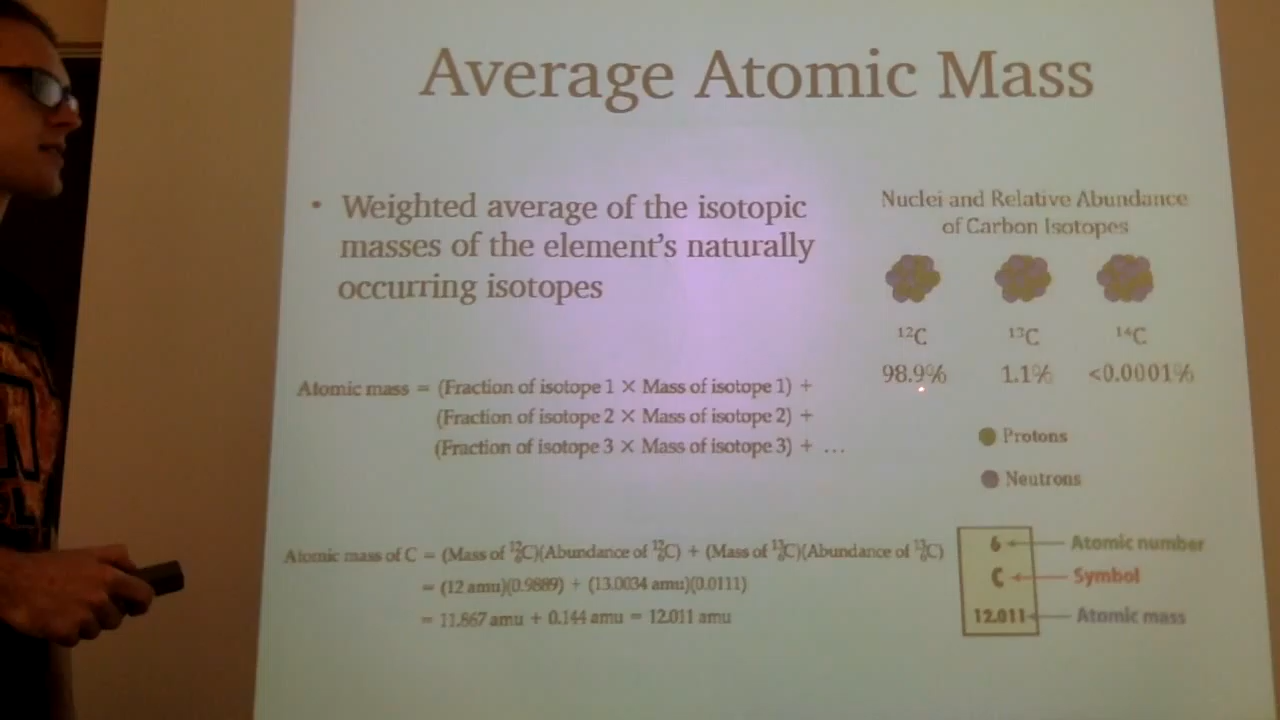 Average Atomic Mass
• Weighted average of the isotopic
masses of the element's naturally
occurring isotopes
Nuclei and Relative Abundance
of Carbon Isotopes
¹²C ¹³C ¹⁴C
98.9% 1.1% <0.0001%
Protons
Neutrons
Atomic mass = (Fraction of isotope 1 × Mass of isotope 1) +
(Fraction of isotope 2 × Mass of isotope 2) +
(Fraction of isotope 3 × Mass of isotope 3) + ...
Atomic mass of C = (Mass of ¹²₆C)(Abundance of ¹²₆C) + (Mass of ¹³₆C)(Abundance of ¹³₆C)
= (12 amu)(0.9889) + (13.0034 amu)(0.0111)
= 11.867 amu + 0.144 amu = 12.011 amu
6 Atomic number
C Symbol
12.011 Atomic mass